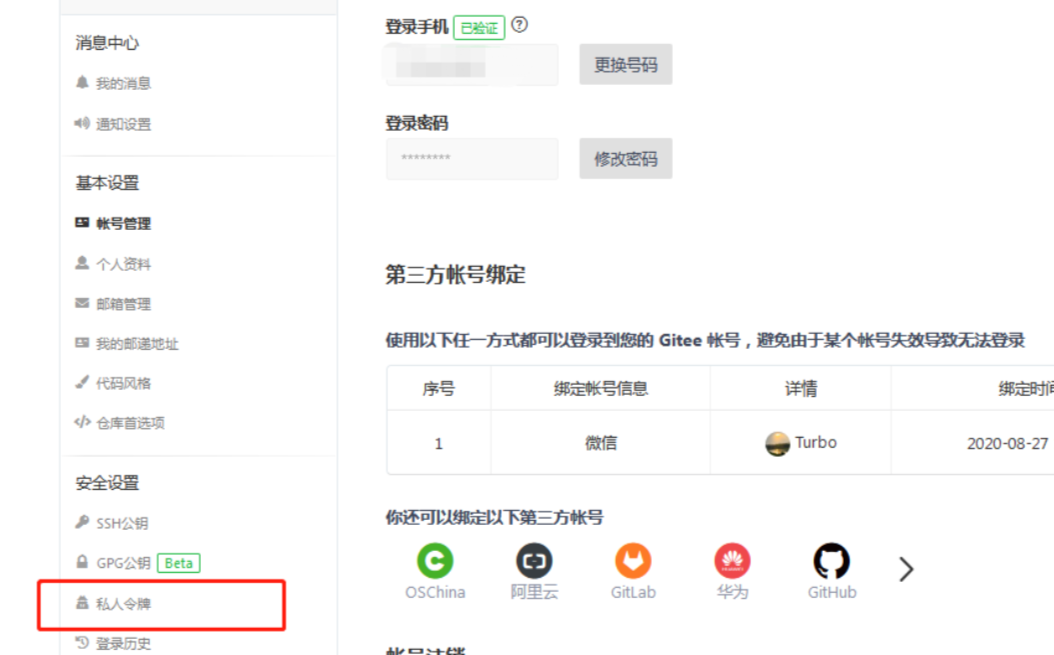 消息中心
我的消息
通知设置
基本设置
帐号管理
个人资料
邮箱管理
我的邮递地址
代码风格
仓库首选项
安全设置
SSH公钥
GPG公钥 Beta
私人令牌
登录历史
登录手机 已验证 ?
更换号码
登录密码
********
修改密码
第三方帐号绑定
使用以下任一方式都可以登录到您的 Gitee 帐号，避免由于某个帐号失效导致无法登录
序号 绑定帐号信息 详情 绑定时间
1 微信 Turbo 2020-08-27
你还可以绑定以下第三方帐号
OSChina 阿里云 GitLab 华为 GitHub
帐号注销